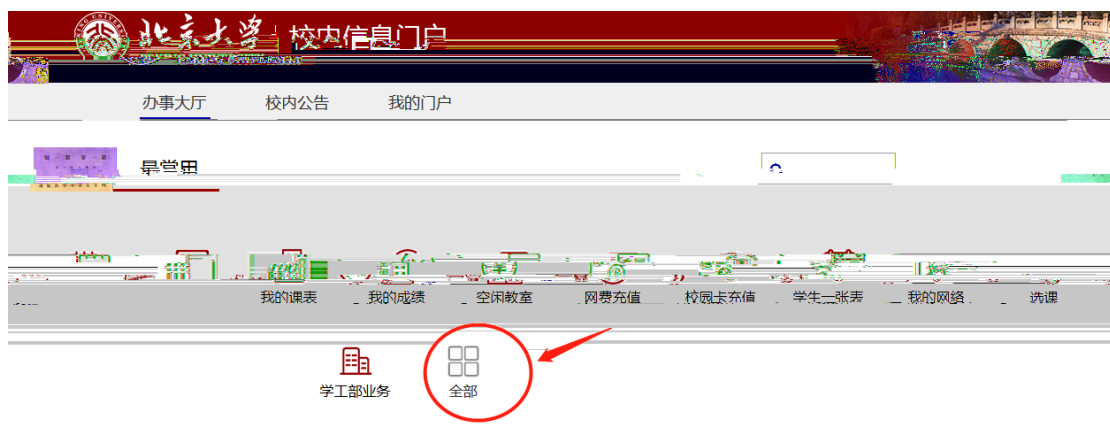 北京大学 校内信息门户
办事大厅 校内公告 我的门户
最常用
我的课表 我的成绩 空闲教室 网费充值 校园卡充值 学生一张表 我的网络 选课
学工部业务 全部